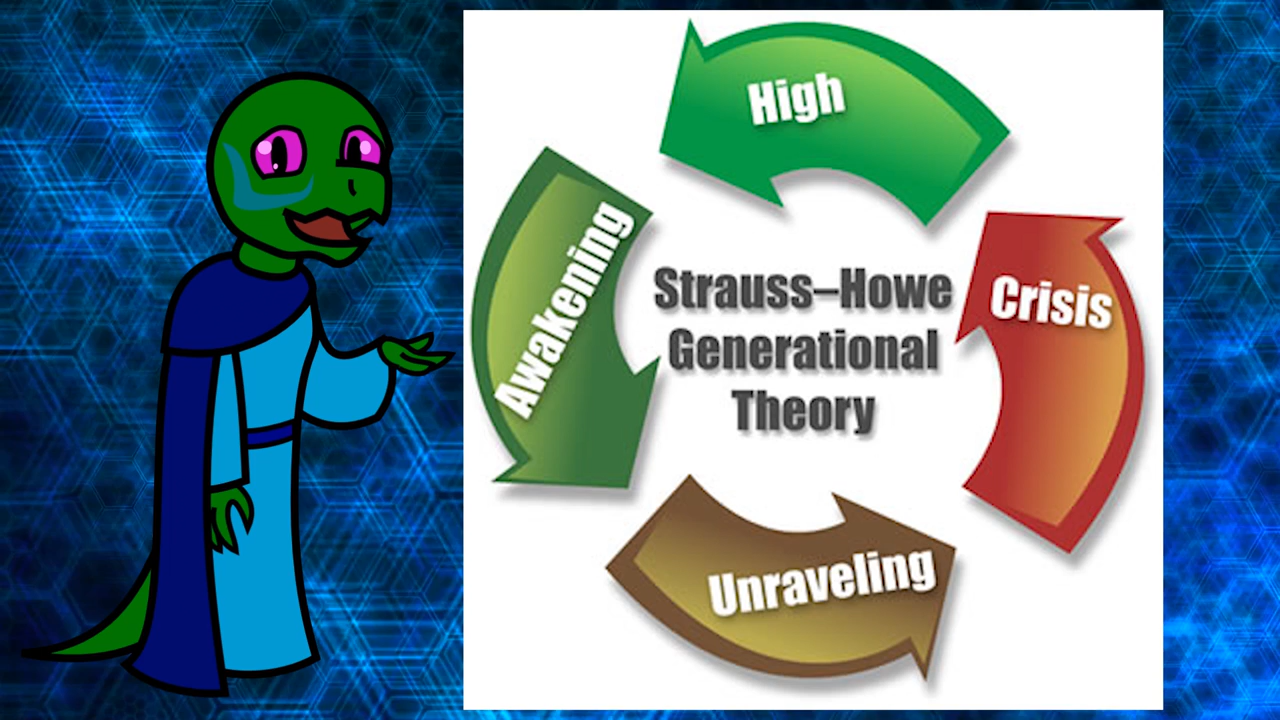 High
Awakening
Strauss–Howe
Generational
Theory
Crisis
Unraveling